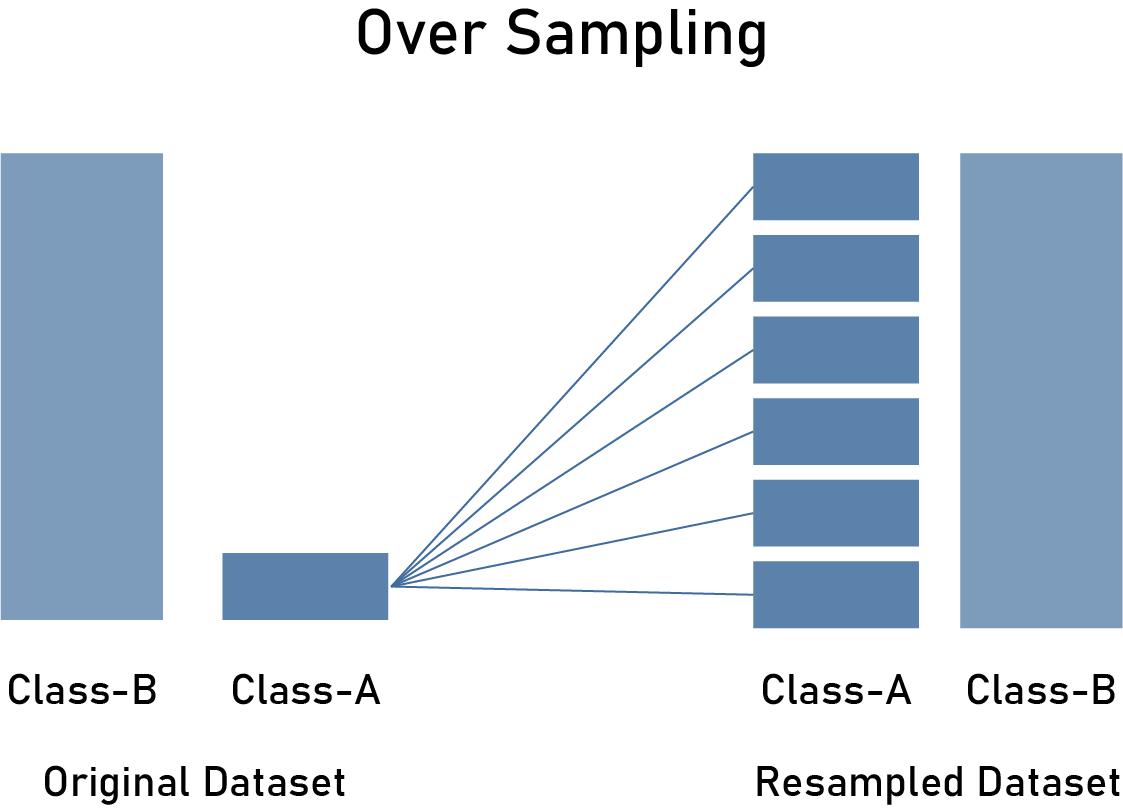 Over Sampling
Class-B Class-A Class-A Class-B
Original Dataset Resampled Dataset